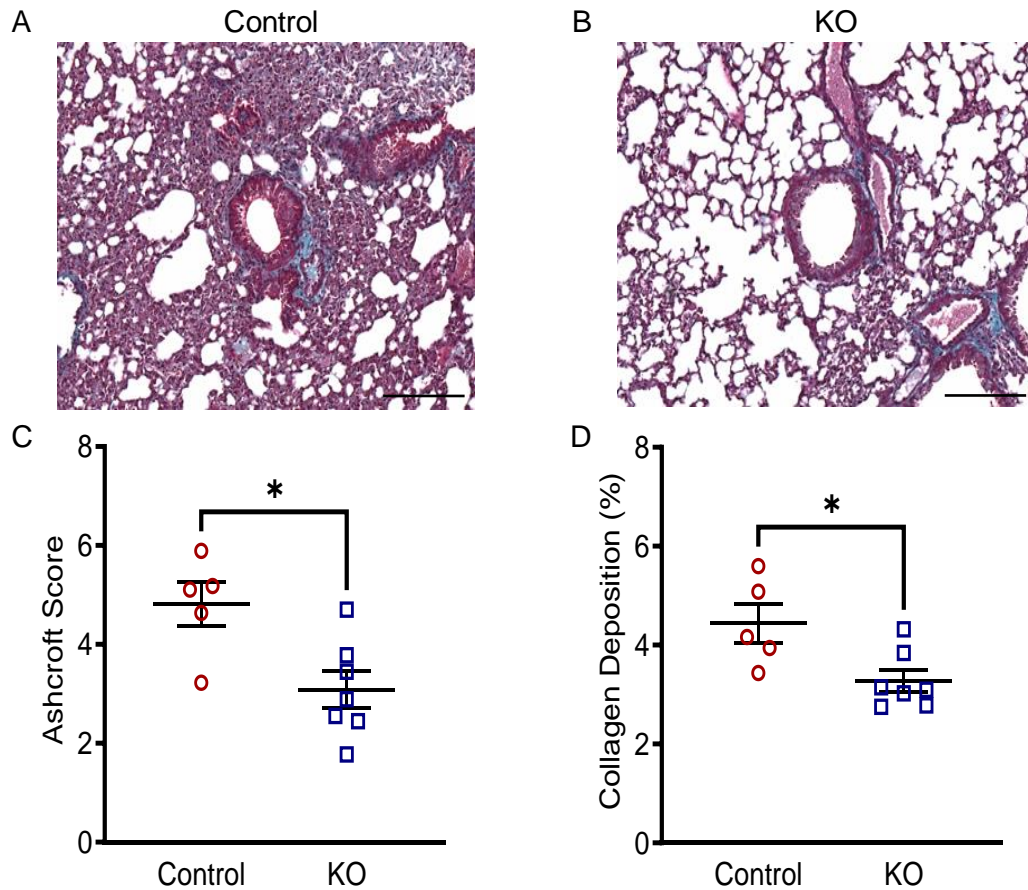 A
Control
B
KO
C
8
6
4
2
0
Ashcroft Score
*
Control
KO
D
8
6
4
2
0
Collagen Deposition (%)
*
Control
KO